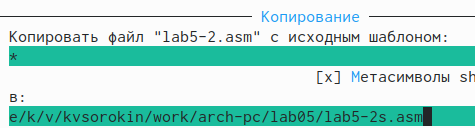 Копирование
Копировать файл "lab5-2.asm" с исходным шаблоном:
*
[x] Метасимволы sh
в:
e/k/v/kvsorokin/work/arch-pc/lab05/lab5-2s.asm